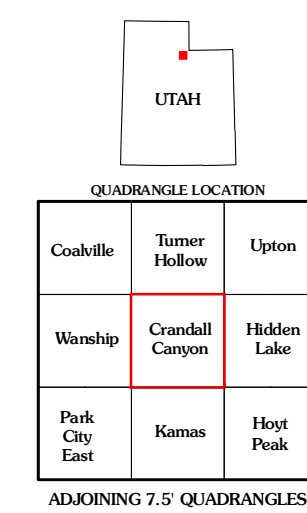 UTAH
QUADRANGLE LOCATION
Coalville
Turner
Hollow
Upton
Wanship
Crandall
Canyon
Hidden
Lake
Park
City
East
Kamas
Hoyt
Peak
ADJOINING 7.5' QUADRANGLES